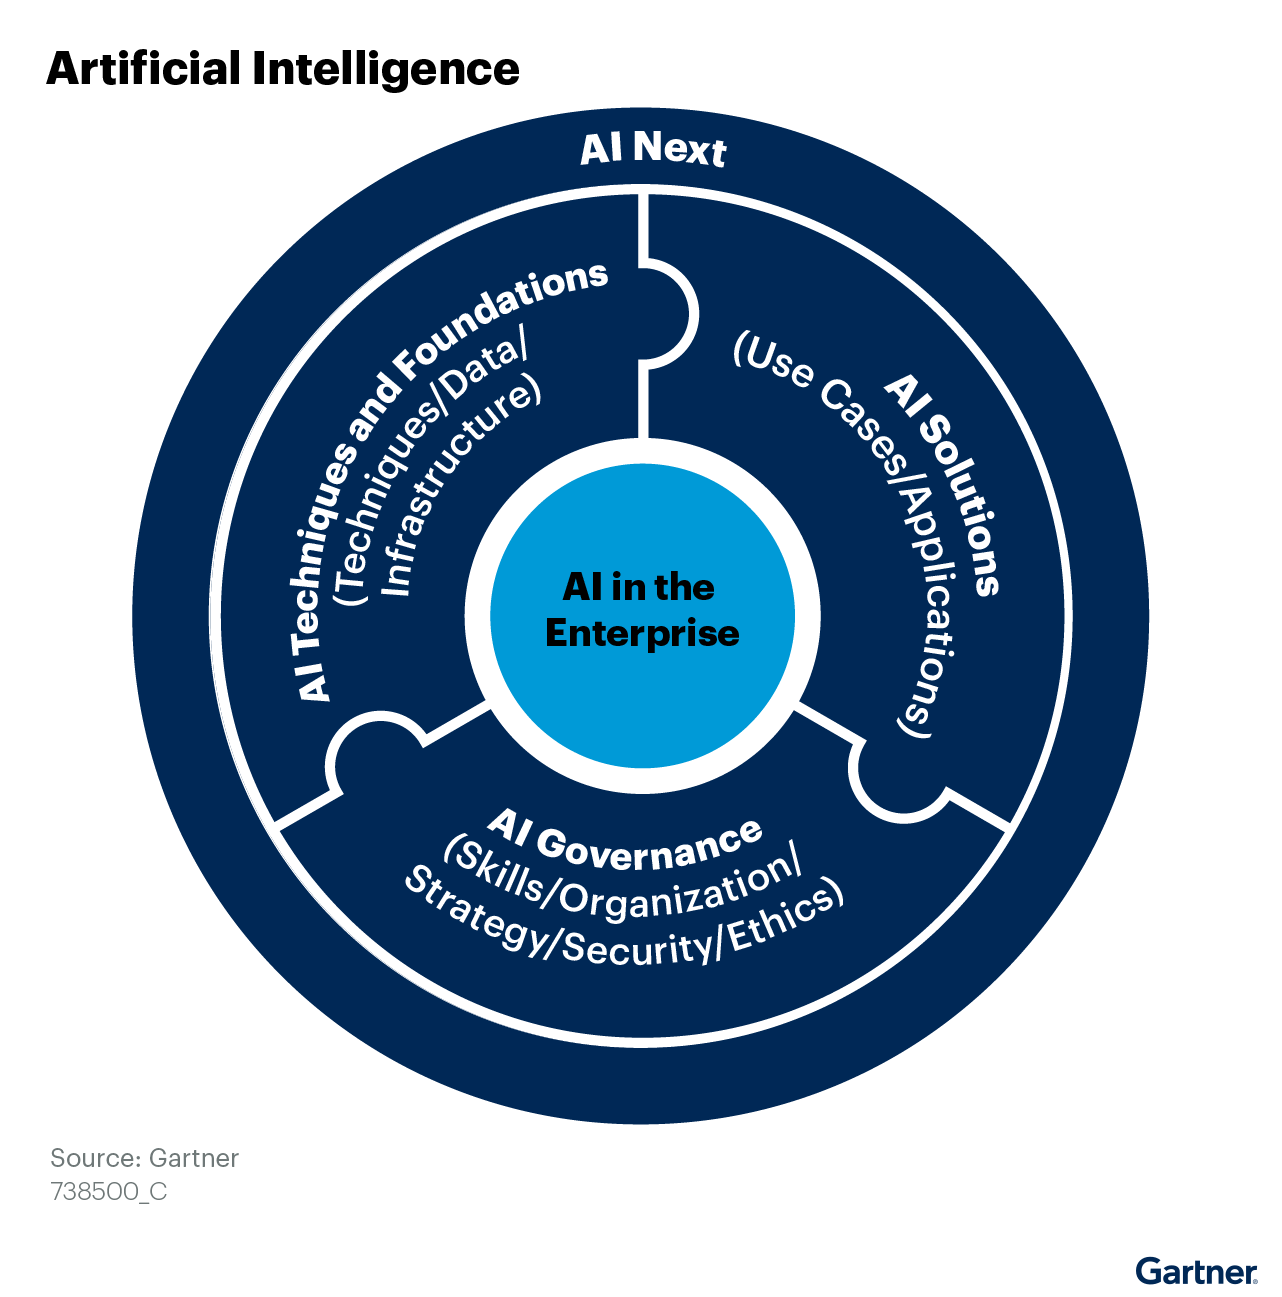 Artificial Intelligence
AI Next
AI Techniques and Foundations
(Techniques/Data/
Infrastructure)
AI Solutions
(Use Cases/Applications)
AI in the
Enterprise
AI Governance
(Skills/Organization/
Strategy/Security/Ethics)
Source: Gartner
738500_C
Gartner